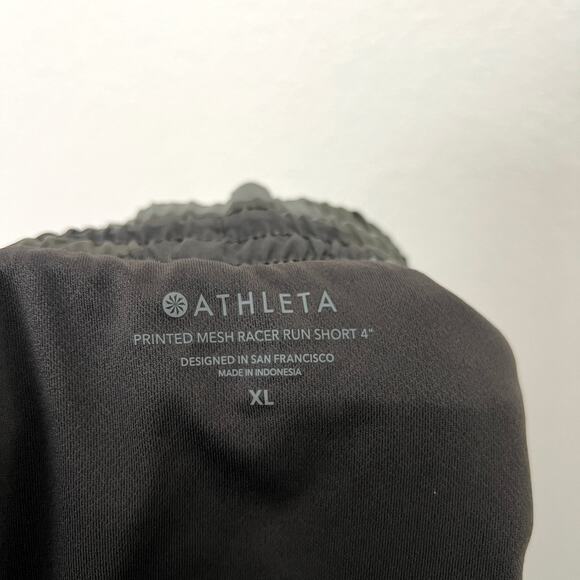 ATHLETA
PRINTED MESH RACER RUN SHORT 4"
DESIGNED IN SAN FRANCISCO
MADE IN INDONESIA
XL